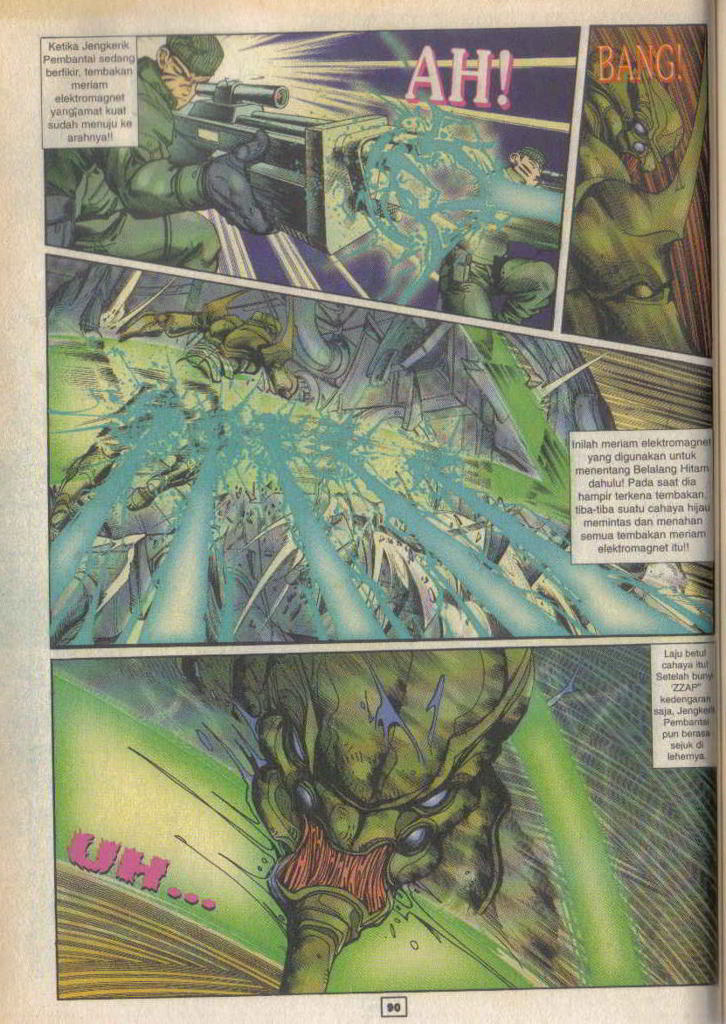 Ketika Jengkerik
Pembantai sedang
berfikir, tembakan
meriam
elektromagnet
yang amat kuat
sudah menuju ke
arahnya!!
AH!
BANG!
Inilah meriam elektromagnet
yang digunakan untuk
menentang Belalang Hitam
dahulu! Pada saat dia
hampir terkena tembakan,
tiba-tiba suatu cahaya hijau
memintas dan menahan
semua tembakan meriam
elektromagnet itu!!
Laju betul
cahaya itu!
Setelah bunyi
"ZZAP"
kedengaran
saja, Jengkerik
Pembantai
pun berasa
sejuk di
lehernya.
UH...
90